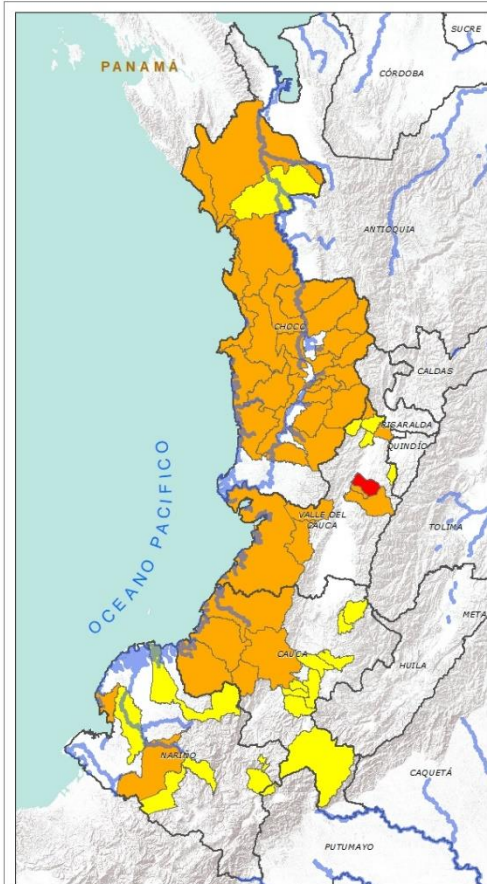 SUCRE
PANAMÁ
CÓRDOBA
ANTIOQUIA
CHOCÓ
CALDAS
RISARALDA
QUINDÍO
OCEANO PACÍFICO
VALLE DEL
CAUCA
TOLIMA
META
CAUCA
HUILA
NARIÑO
CAQUETÁ
PUTUMAYO